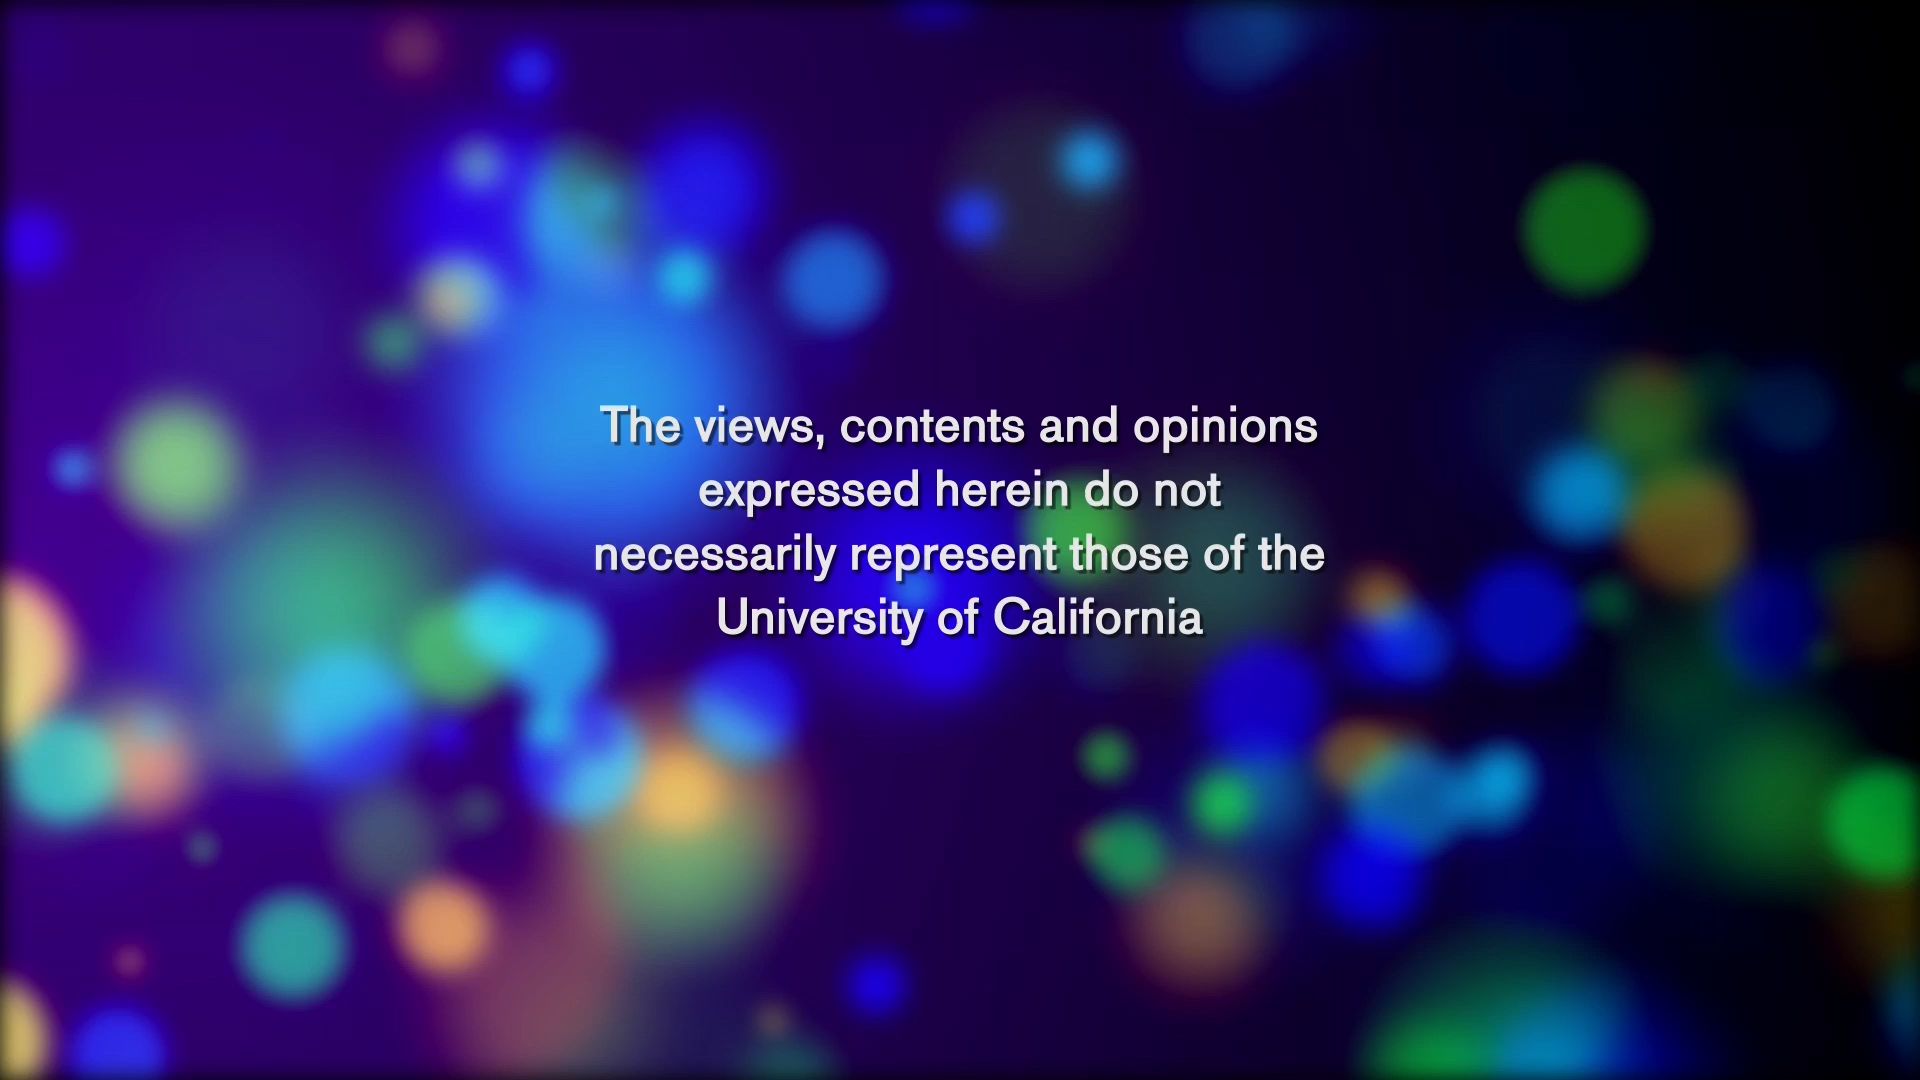 The views, contents and opinions
expressed herein do not
necessarily represent those of the
University of California